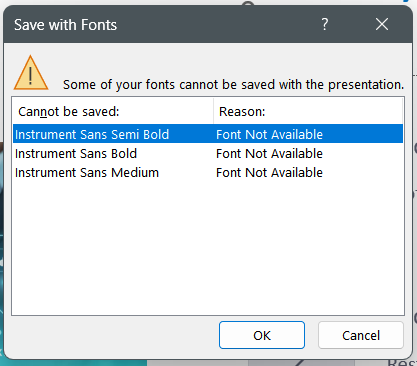 Save with Fonts
Some of your fonts cannot be saved with the presentation.
Cannot be saved: Reason:
Instrument Sans Semi Bold Font Not Available
Instrument Sans Bold Font Not Available
Instrument Sans Medium Font Not Available
OK Cancel